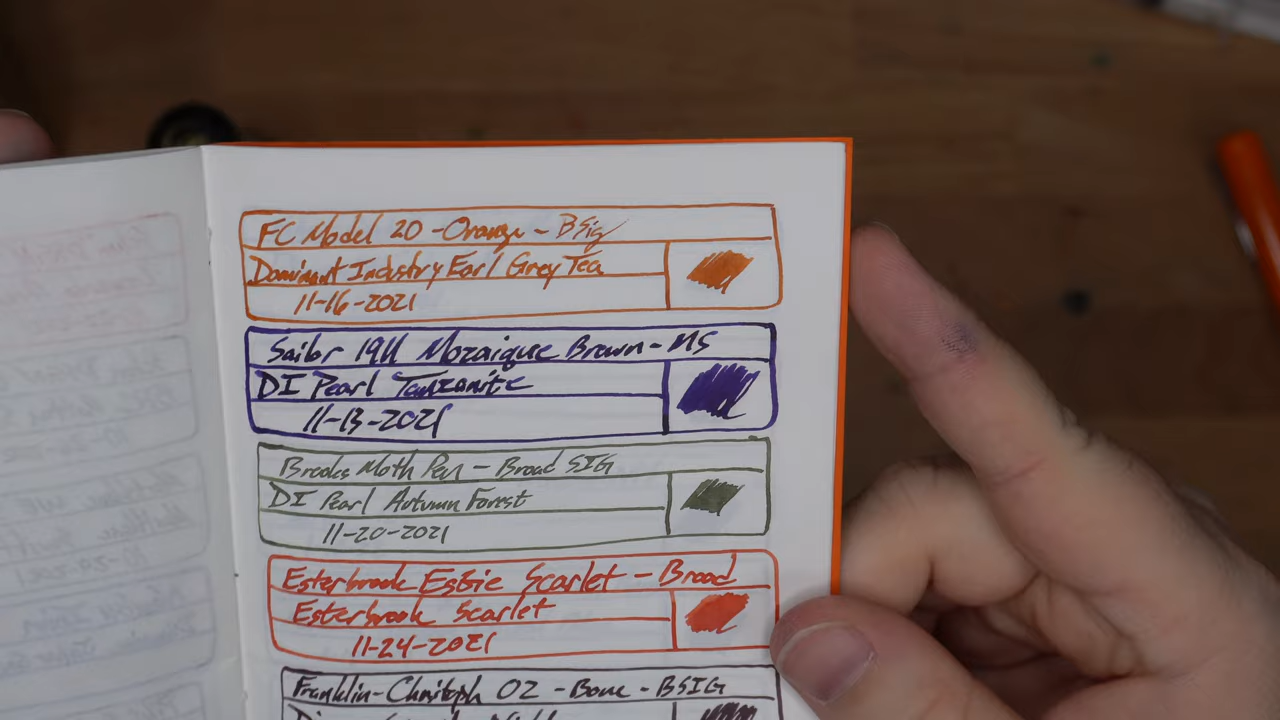 FC Model 20 - Orange - BSig
Dominant Industry Earl Grey Tea
11-16-2021
Sailor 1911 Mozaique Brown - MS
DI Pearl Tanzanite
11-13-2021
Brooks Moth Pen - Broad SIG
DI Pearl Autumn Forest
11-20-2021
Esterbrook Estie Scarlet - Broad
Esterbrook Scarlet
11-24-2021
Franklin-Christoph 02 - Bone - BSIG